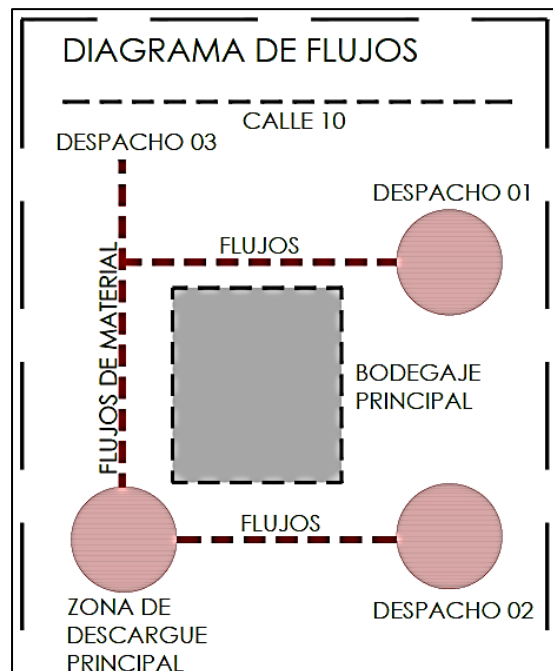 DIAGRAMA DE FLUJOS
CALLE 10
DESPACHO 03
DESPACHO 01
FLUJOS
FLUJOS DE MATERIAL
BODEGAJE
PRINCIPAL
FLUJOS
ZONA DE
DESCARGUE
PRINCIPAL
DESPACHO 02